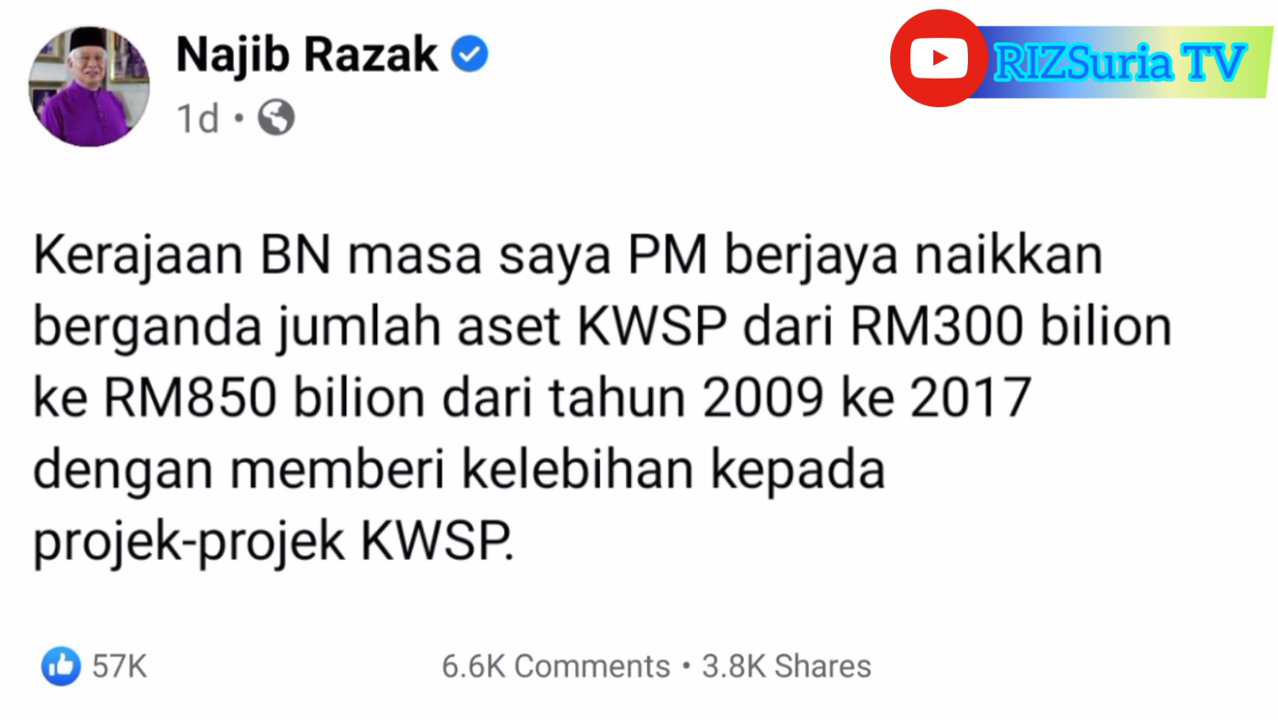 Najib Razak
1d
RIZSuria TV
Kerajaan BN masa saya PM berjaya naikkan
berganda jumlah aset KWSP dari RM300 bilion
ke RM850 bilion dari tahun 2009 ke 2017
dengan memberi kelebihan kepada
projek-projek KWSP.
57K
6.6K Comments • 3.8K Shares